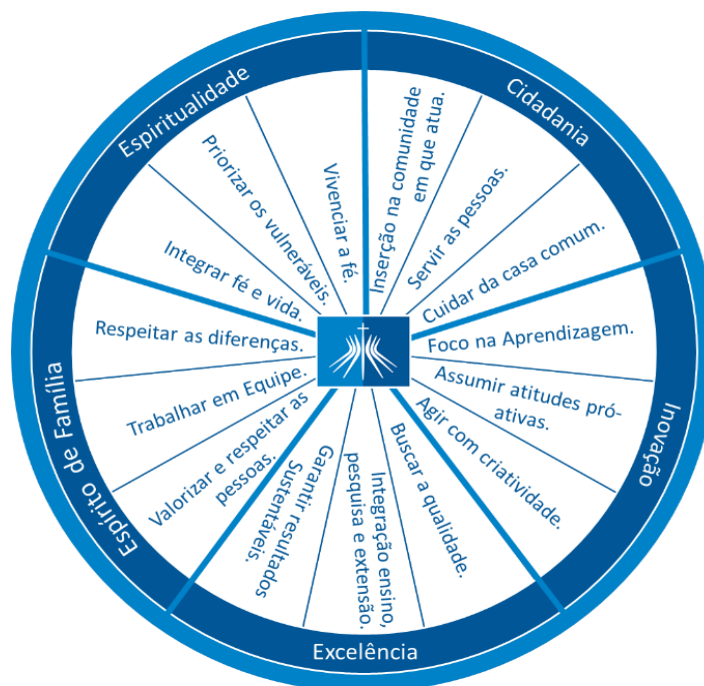 Espiritualidade
Vivenciar a fé.
Priorizar os vulneráveis.
Integrar fé e vida.
Cidadania
Inserção na comunidade
em que atua.
Servir as pessoas.
Cuidar da casa comum.
Inovação
Foco na Aprendizagem.
Assumir atitudes pró-
ativas.
Agir com criatividade.
Excelência
Buscar a qualidade.
Integração ensino,
pesquisa e extensão.
Garantir resultados
Sustentáveis.
Espírito de Família
Valorizar e respeitar as
pessoas.
Trabalhar em Equipe.
Respeitar as diferenças.